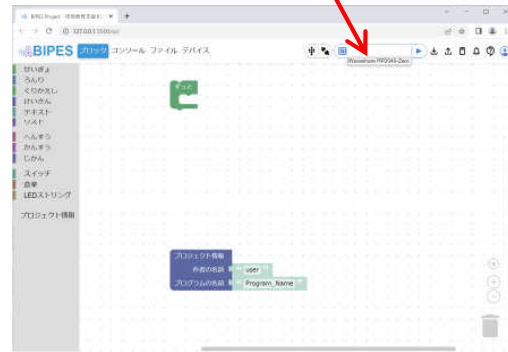 BIPES ブロック コンソール ファイル デバイス
Waveshare RP2040-Zero
せいぎょ
ろんり
くりかえし
けいさん
テキスト
リスト
へんすう
かんすう
じかん
スイッチ
音楽
LEDストリング
プロジェクト情報
ずっと
プロジェクト情報
作者の名前 user
プログラムの名前 Program_Name